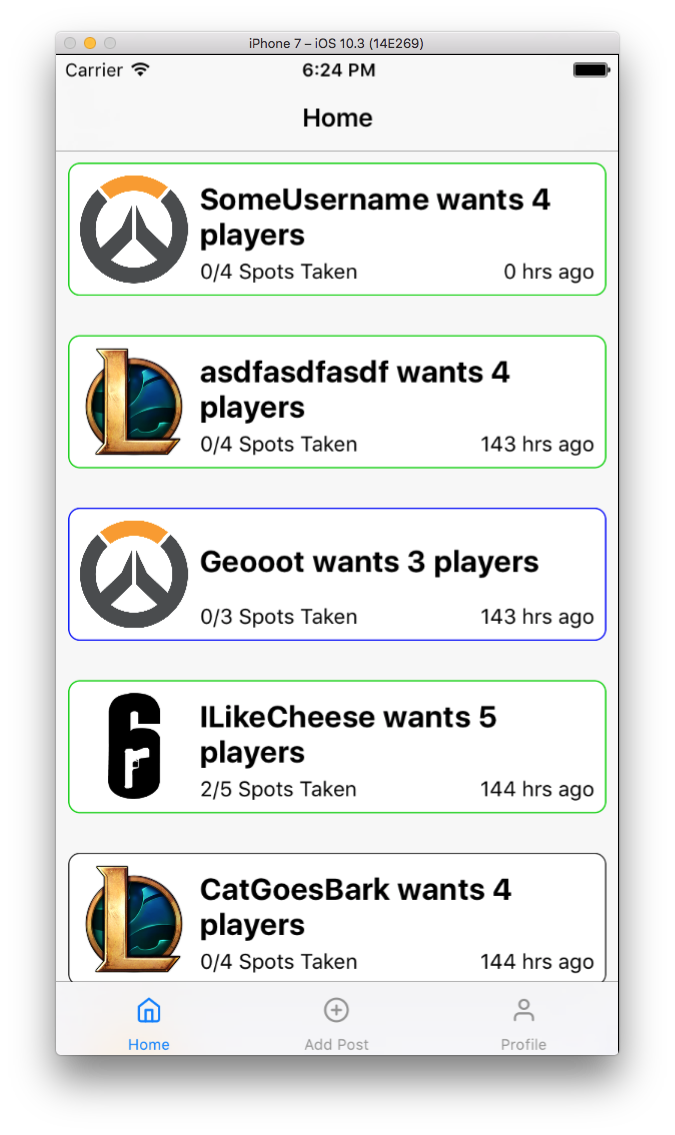 iPhone 7 – iOS 10.3 (14E269)
Carrier 6:24 PM
Home
SomeUsername wants 4
players
0/4 Spots Taken 0 hrs ago
asdfasdfasdf wants 4
players
0/4 Spots Taken 143 hrs ago
Geooot wants 3 players
0/3 Spots Taken 143 hrs ago
6
ILikeCheese wants 5
players
2/5 Spots Taken 144 hrs ago
CatGoesBark wants 4
players
0/4 Spots Taken 144 hrs ago
Home Add Post Profile